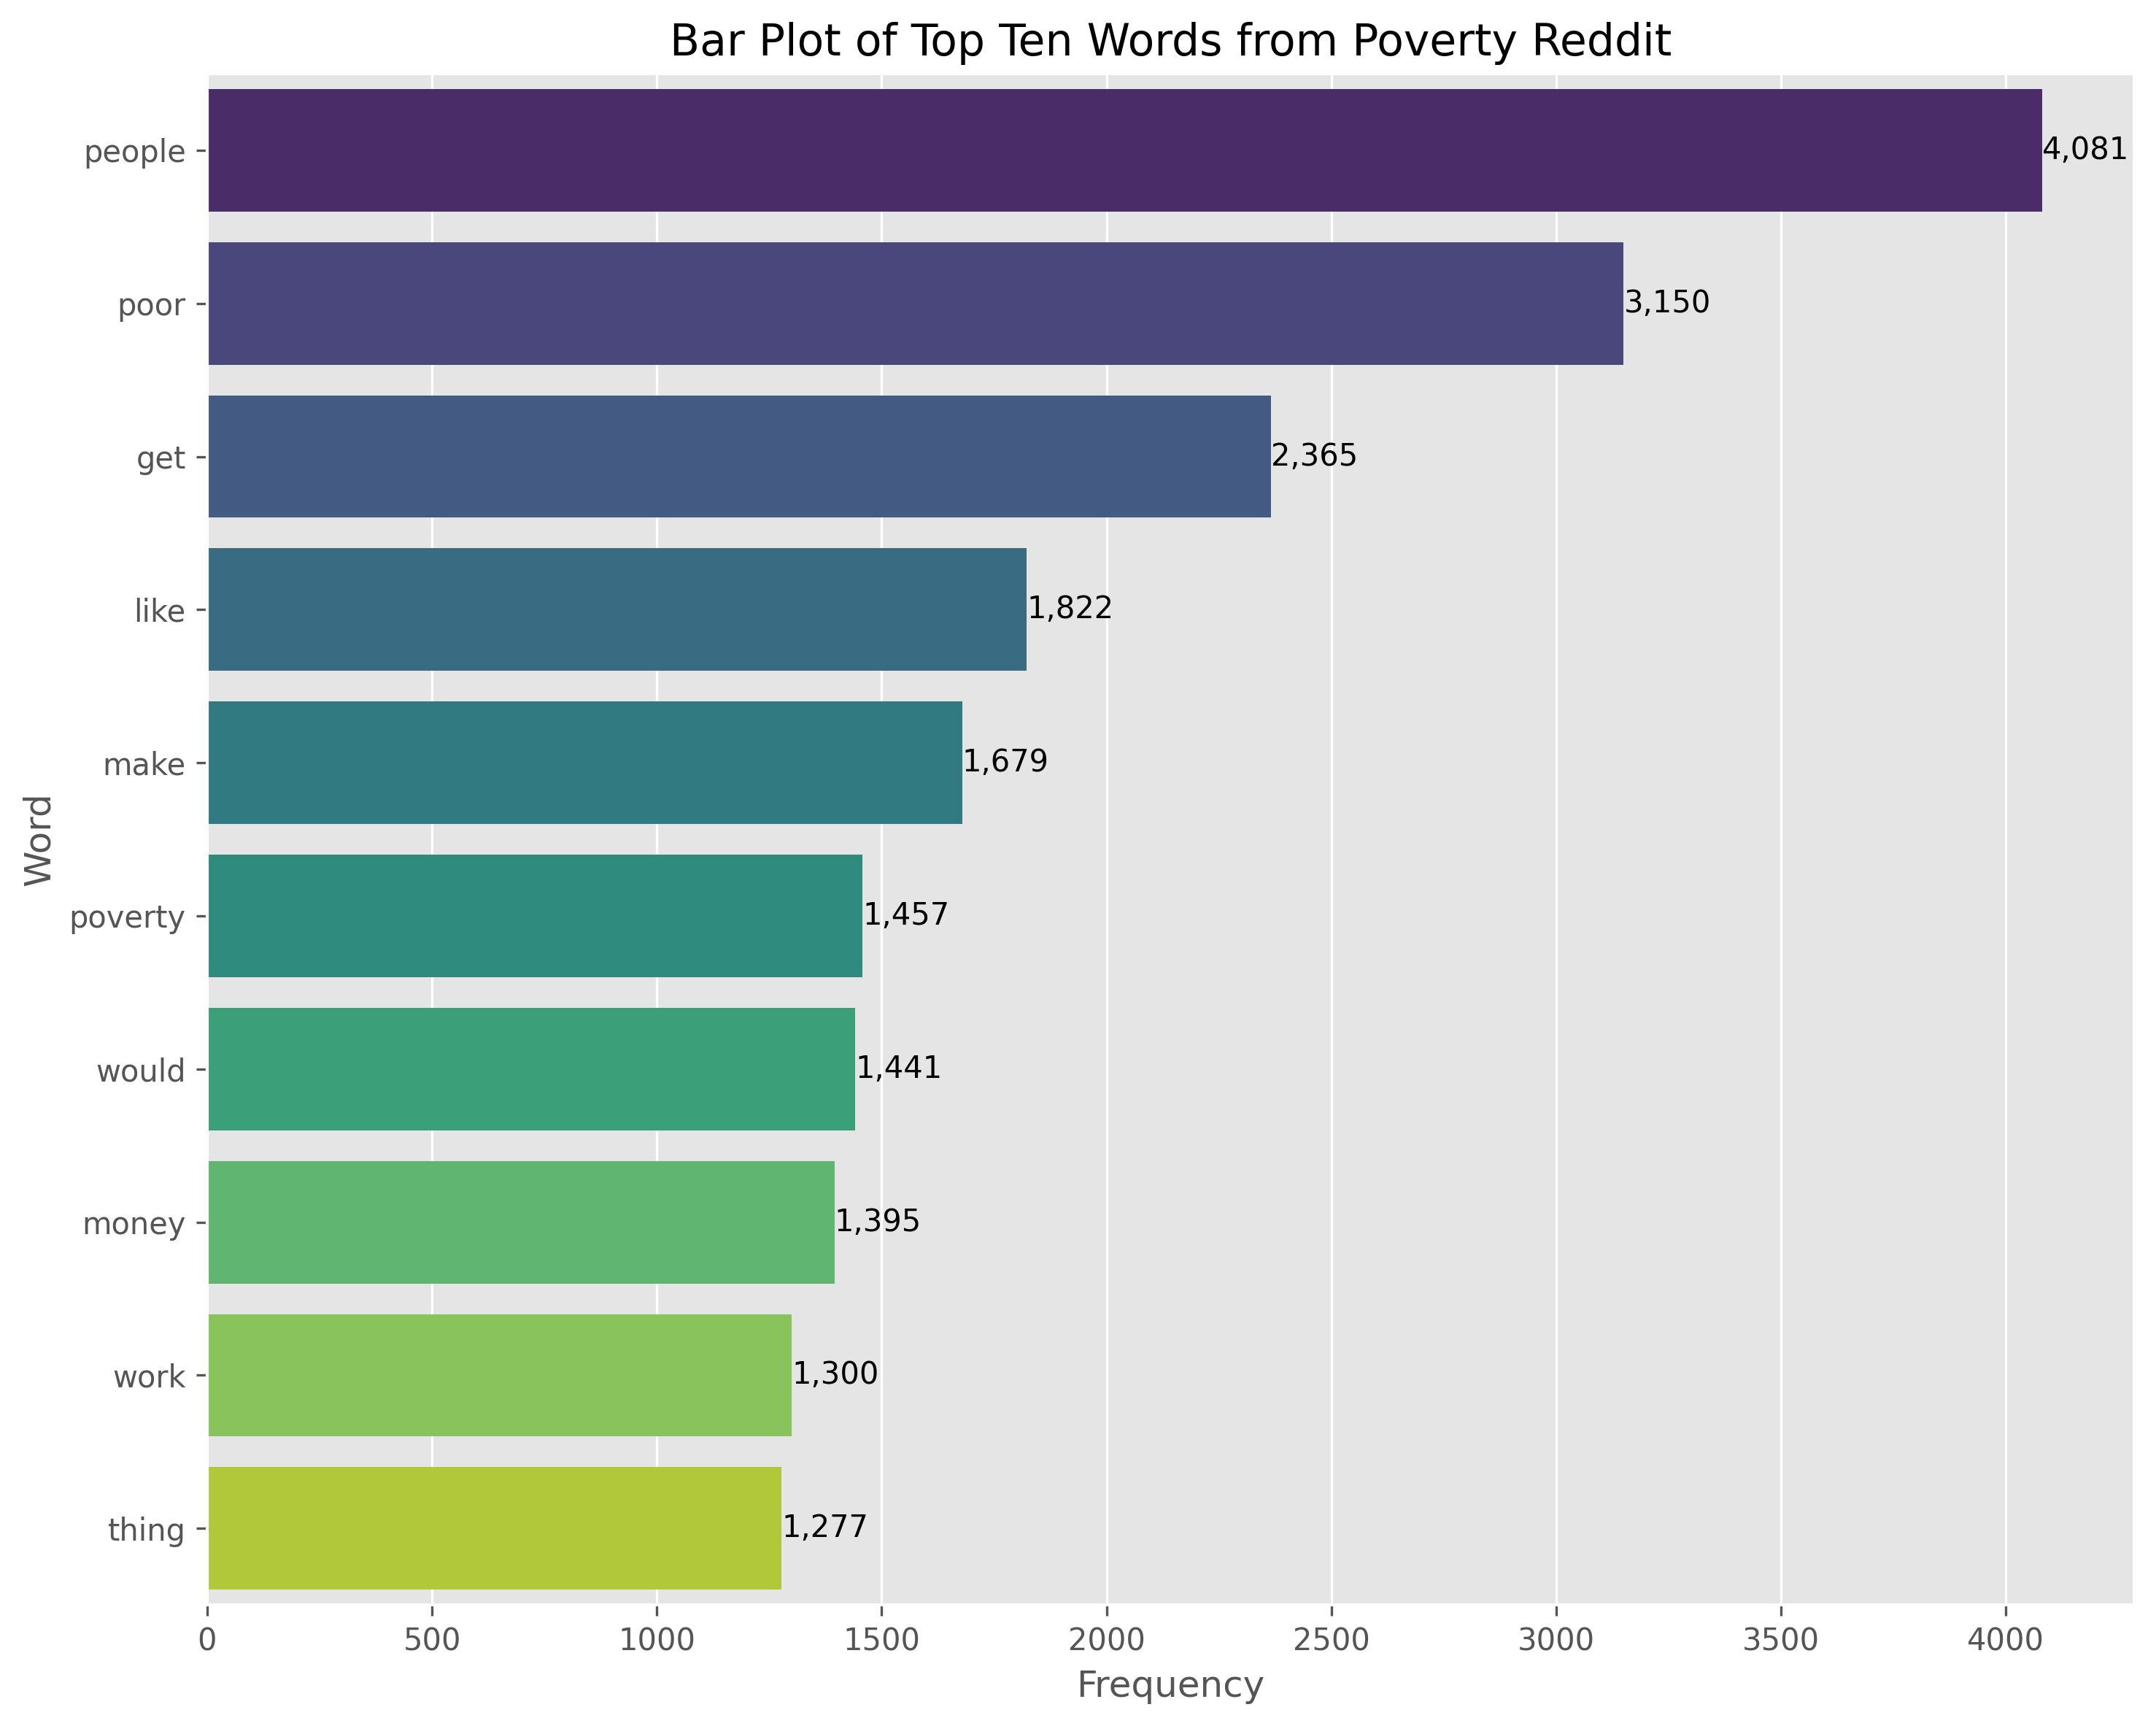 Bar Plot of Top Ten Words from Poverty Reddit
people 4,081
poor 3,150
get 2,365
like 1,822
make 1,679
poverty 1,457
would 1,441
money 1,395
work 1,300
thing 1,277
Word
0 500 1000 1500 2000 2500 3000 3500 4000
Frequency